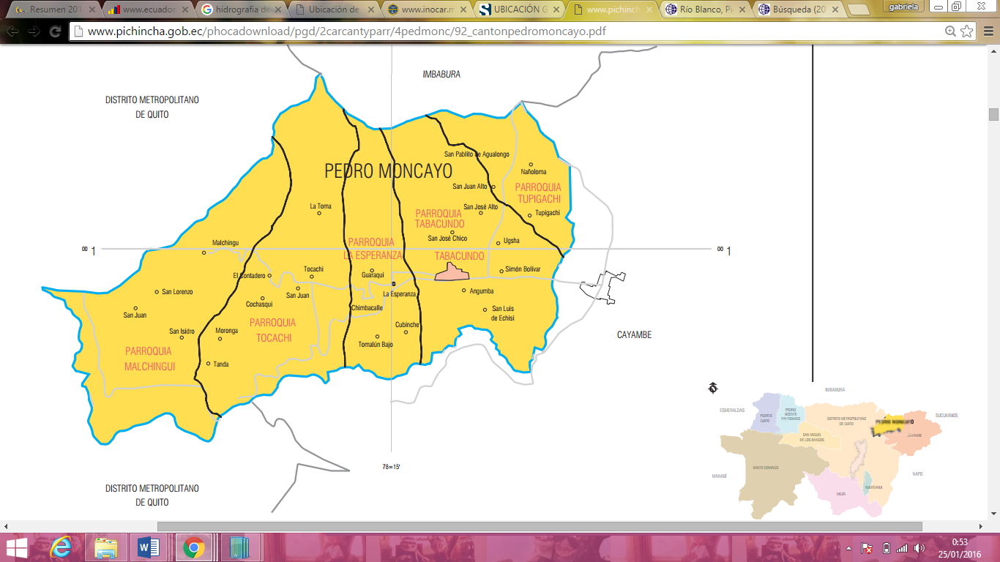 Resumen 201
www.ecuador
hidrografia de
Ubicación de
www.inocar.m
UBICACIÓN G
www.pichinch
Río Blanco, Pi
Búsqueda (20
gabriela
www.pichincha.gob.ec/phocadownload/pgd/2carcantyparr/4pedmonc/92_cantonpedromoncayo.pdf
IMBABURA
DISTRITO METROPOLITANO
DE QUITO
San Pablito de Agualongo
Nañoloma
PEDRO MONCAYO
San Juan Alto
PARROQUIA
TUPIGACHI
La Toma
San José Alto
Tupigachi
PARROQUIA
TABACUNDO
San José Chico
Ugsha
Malchingu
PARROQUIA
LA ESPERANZA
00 1
00 1
TABACUNDO
Simón Bolívar
Tocachi
El Contadero
Guaraqui
San Lorenzo
San Juan
La Esperanza
Angumba
Cochasqui
San Juan
Chimbacalle
San Luis
de Echisi
PARROQUIA
TOCACHI
Cubinche
San Isidro
Moronga
Tomalún Bajo
CAYAMBE
PARROQUIA
MALCHINGUI
Tanda
78∞15'
DISTRITO METROPOLITANO
DE QUITO
IMBABURA
ESMERALDAS
PUERTO
QUITO
PEDRO
VICENTE
MALDONADO
DISTRITO METROPOLITANO
DE QUITO
PEDRO MONCAYO
SUCUMBIOS
CAYAMBE
SAN MIGUEL
DE LOS BANCOS
SANTO DOMINGO
MANABÍ
NAPO
RUMIÑAHUI
MEJÍA
0:53
25/01/2016